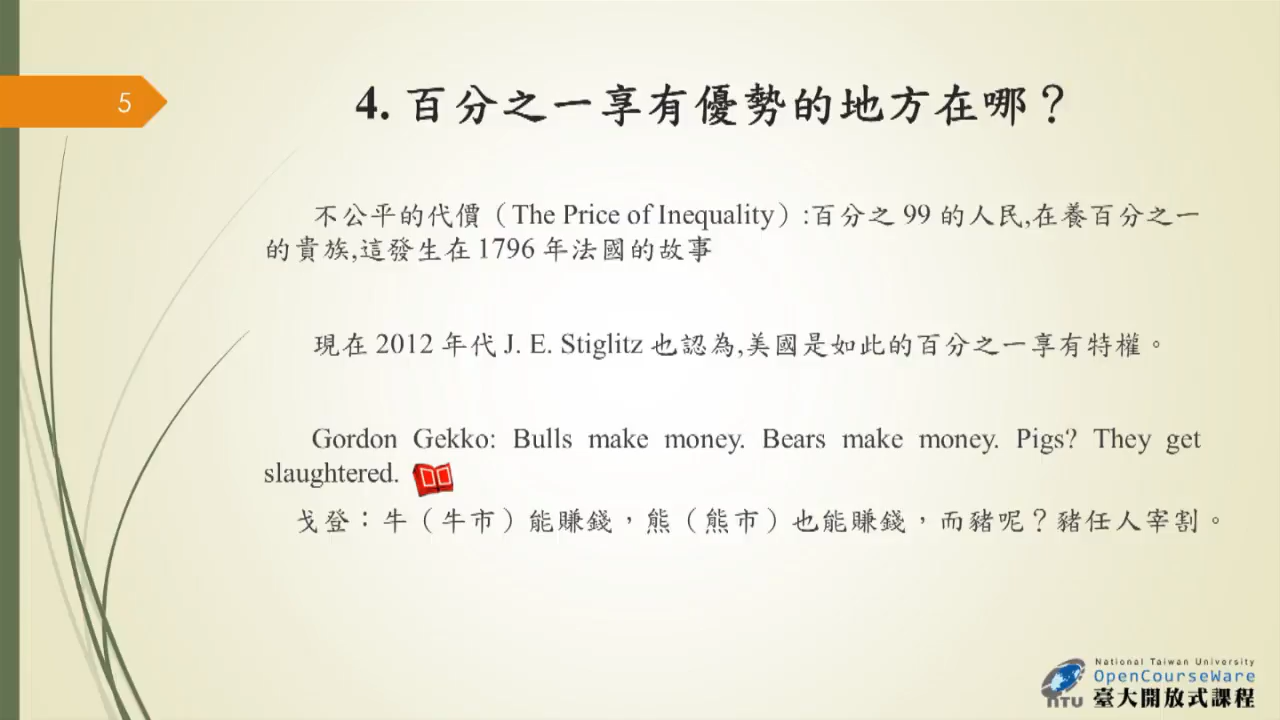 5
4. 百分之一享有優勢的地方在哪？
不公平的代價（The Price of Inequality）:百分之 99 的人民,在養百分之一
的貴族,這發生在 1796 年法國的故事
現在 2012 年代 J. E. Stiglitz 也認為,美國是如此的百分之一享有特權。
Gordon Gekko: Bulls make money. Bears make money. Pigs? They get
slaughtered.
戈登：牛（牛市）能賺錢，熊（熊市）也能賺錢，而豬呢？豬任人宰割。
National Taiwan University
OpenCourseWare
NTU 臺大開放式課程